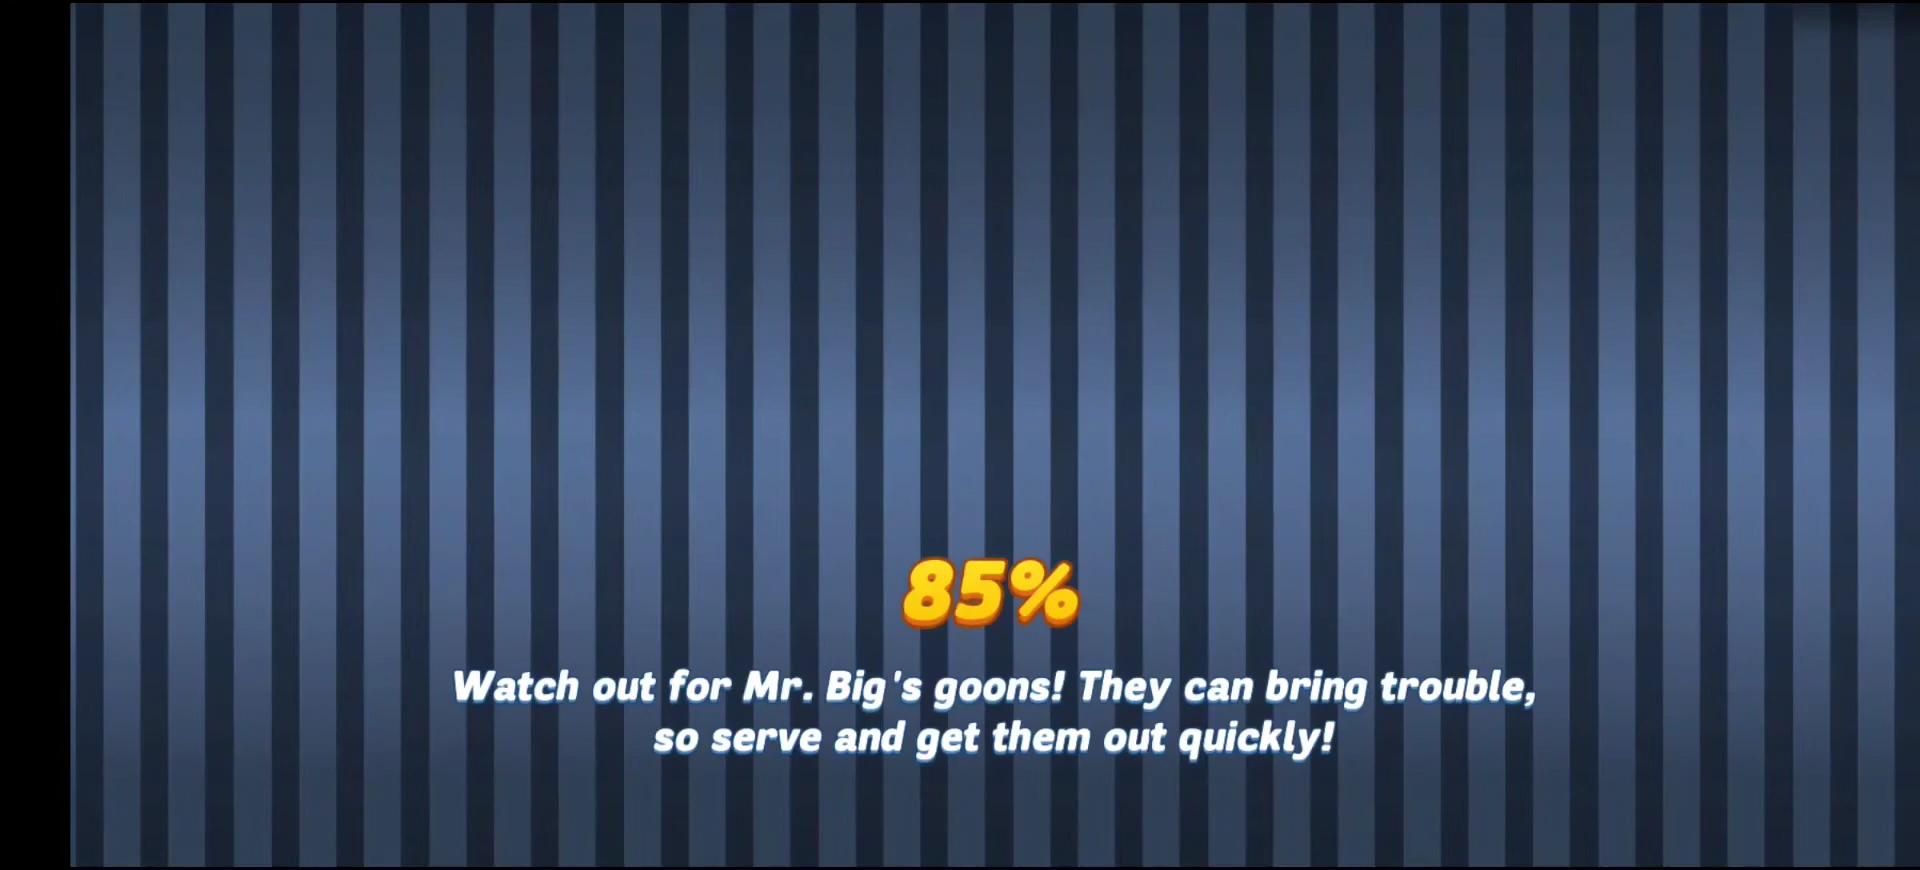 85%
Watch out for Mr. Big's goons! They can bring trouble,
so serve and get them out quickly!